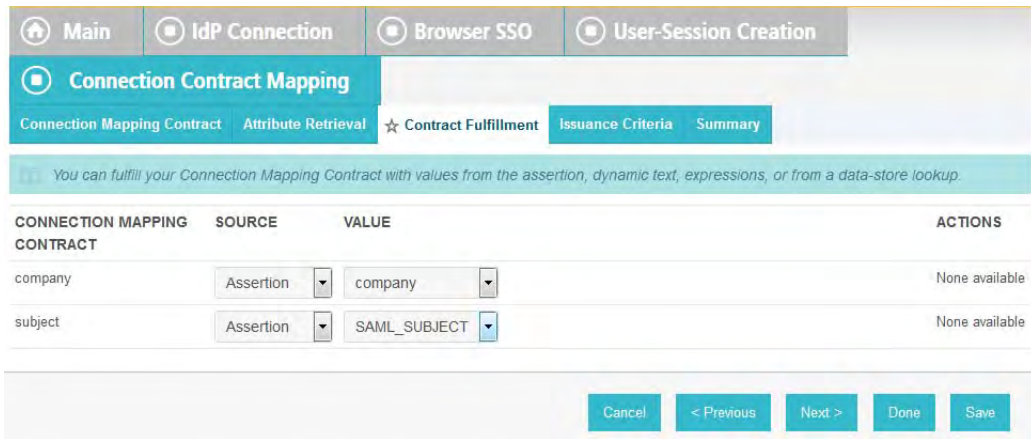 Main IdP Connection Browser SSO User-Session Creation
Connection Contract Mapping
Connection Mapping Contract Attribute Retrieval Contract Fulfillment Issuance Criteria Summary
You can fulfill your Connection Mapping Contract with values from the assertion, dynamic text, expressions, or from a data-store lookup.
CONNECTION MAPPING SOURCE VALUE ACTIONS
CONTRACT
company Assertion company None available
subject Assertion SAML_SUBJECT None available
Cancel < Previous Next > Done Save